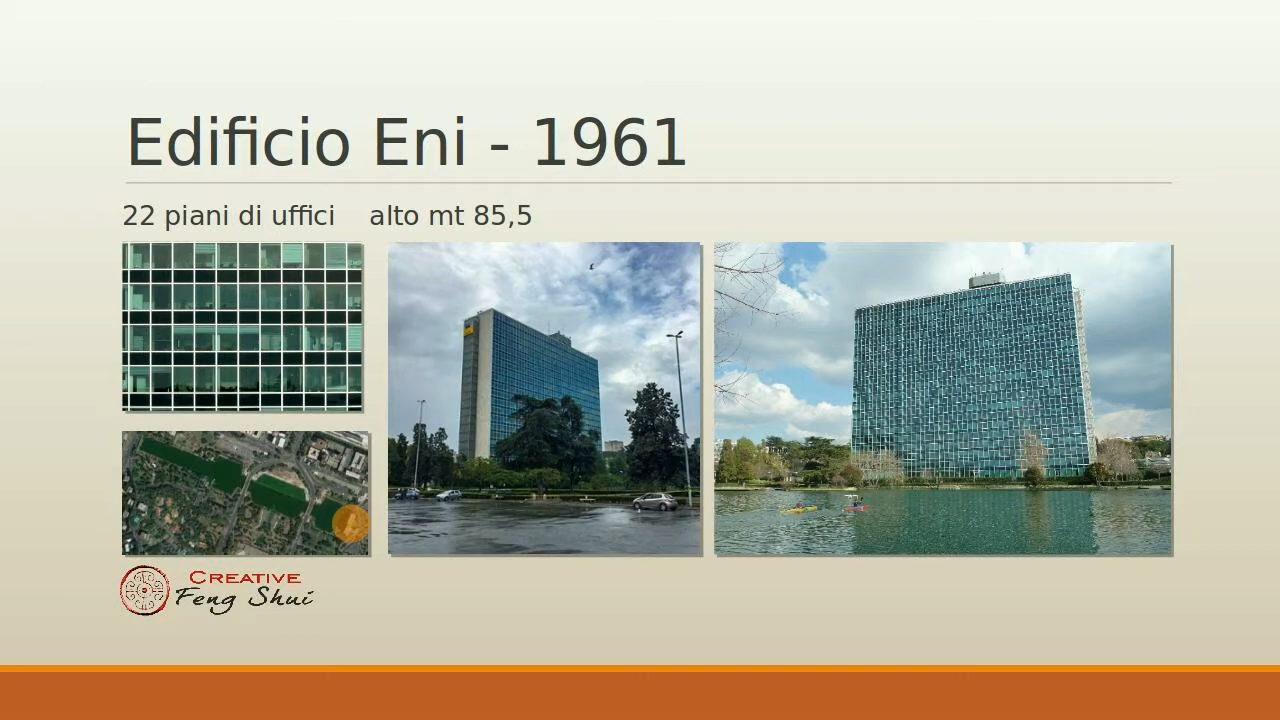 Edificio Eni - 1961
22 piani di uffici alto mt 85,5
CREATIVE
Feng Shui